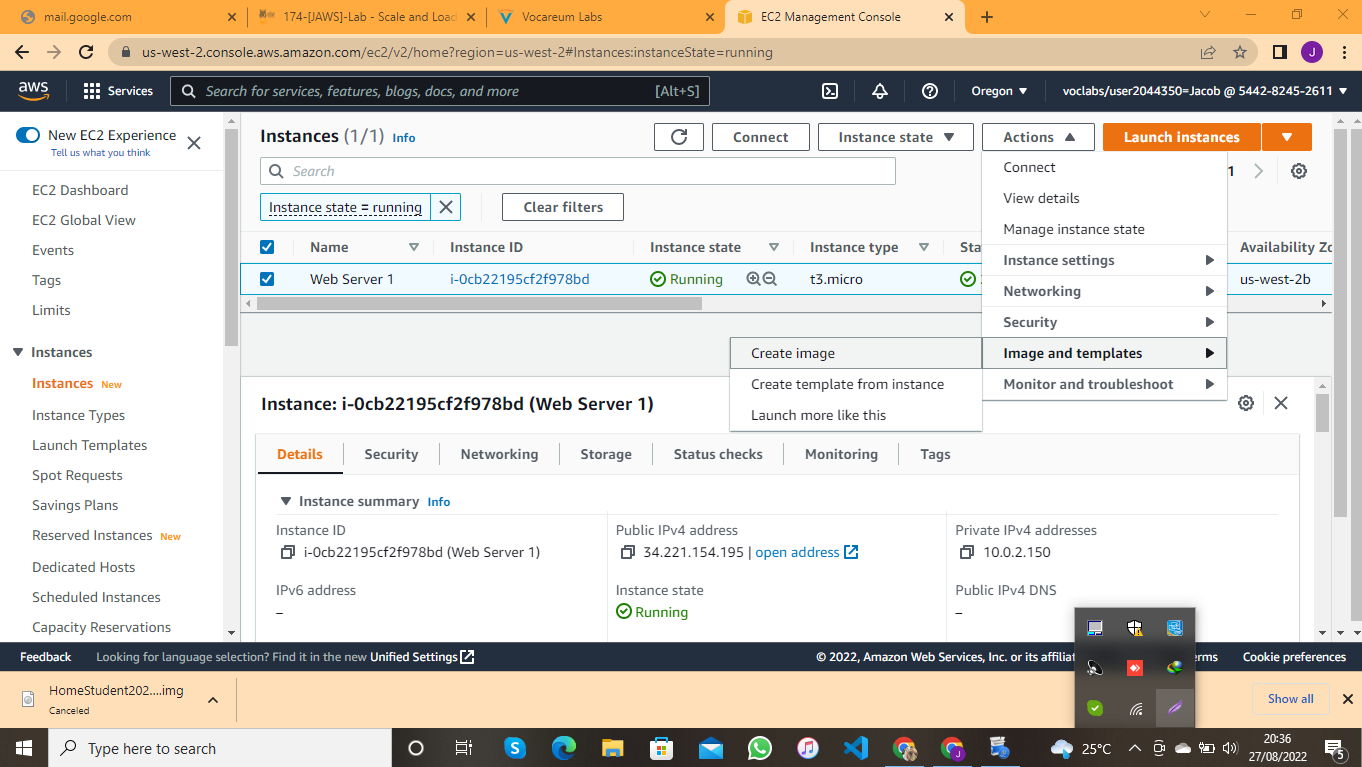 mail.google.com
174-[JAWS]-Lab - Scale and Load
Vocareum Labs
EC2 Management Console
us-west-2.console.aws.amazon.com/ec2/v2/home?region=us-west-2#Instances:instanceState=running
J
aws
Services
Search for services, features, blogs, docs, and more
[Alt+S]
Oregon
voclabs/user2044350=Jacob @ 5442-8245-2611
New EC2 Experience
Tell us what you think
EC2 Dashboard
EC2 Global View
Events
Tags
Limits
Instances
Instances New
Instance Types
Launch Templates
Spot Requests
Savings Plans
Reserved Instances New
Dedicated Hosts
Scheduled Instances
Capacity Reservations
Instances (1/1) Info
Connect
Instance state
Actions
Launch instances
Search
1
Instance state = running
Clear filters
Name
Instance ID
Instance state
Instance type
Availability Zo
Web Server 1
i-0cb22195cf2f978bd
Running
t3.micro
us-west-2b
Connect
View details
Manage instance state
Instance settings
Networking
Security
Image and templates
Monitor and troubleshoot
Create image
Create template from instance
Launch more like this
Instance: i-0cb22195cf2f978bd (Web Server 1)
Details
Security
Networking
Storage
Status checks
Monitoring
Tags
Instance summary Info
Instance ID
i-0cb22195cf2f978bd (Web Server 1)
Public IPv4 address
34.221.154.195 | open address
Private IPv4 addresses
10.0.2.150
IPv6 address
–
Instance state
Running
Public IPv4 DNS
–
Feedback
Looking for language selection? Find it in the new Unified Settings
© 2022, Amazon Web Services, Inc. or its affiliat
erms
Cookie preferences
HomeStudent202....img
Canceled
Show all
Type here to search
25°C
20:36
27/08/2022
5